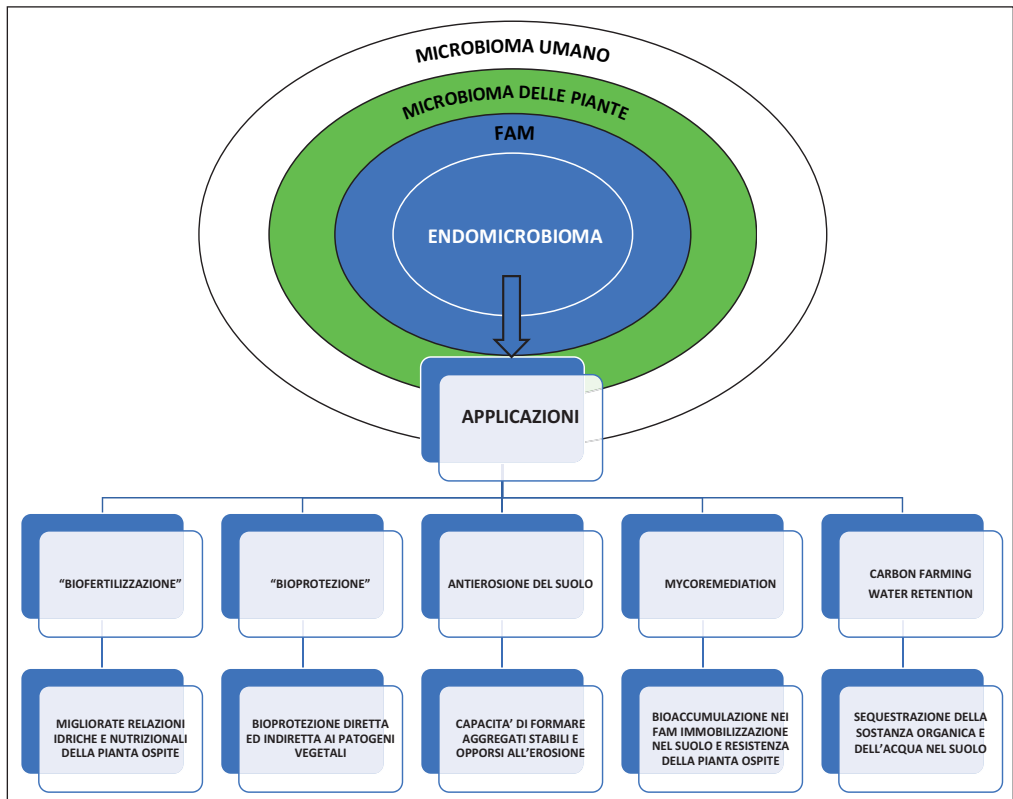 MICROBIOMA UMANO
MICROBIOMA DELLE PIANTE
FAM
ENDOMICROBIOMA
APPLICAZIONI
“BIOFERTILIZZAZIONE”
“BIOPROTEZIONE”
ANTIEROSIONE DEL SUOLO
MYCOREMEDIATION
CARBON FARMING
WATER RETENTION
MIGLIORATE RELAZIONI
IDRICHE E NUTRIZIONALI
DELLA PIANTA OSPITE
BIOPROTEZIONE DIRETTA
ED INDIRETTA AI PATOGENI
VEGETALI
CAPACITA’ DI FORMARE
AGGREGATI STABILI E
OPPORSI ALL’EROSIONE
BIOACCUMULAZIONE NEI
FAM IMMOBILIZZAZIONE
NEL SUOLO E RESISTENZA
DELLA PIANTA OSPITE
SEQUESTRAZIONE DELLA
SOSTANZA ORGANICA E
DELL’ACQUA NEL SUOLO